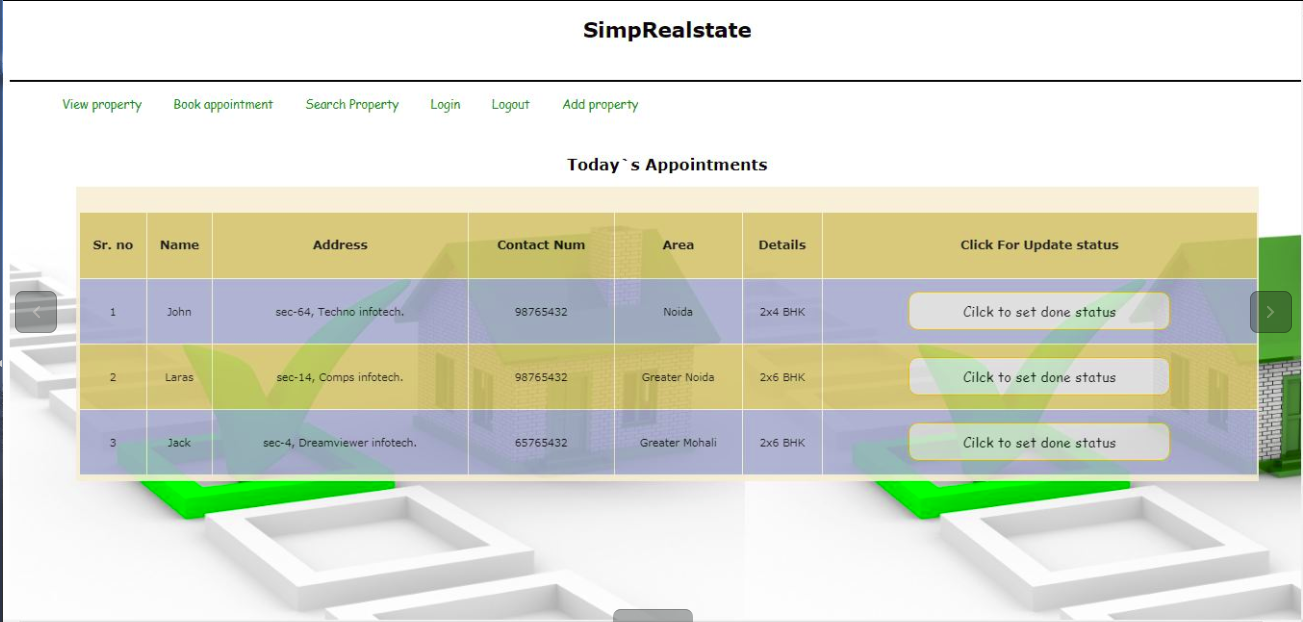 SimpRealstate
View property Book appointment Search Property Login Logout Add property
Today`s Appointments
Sr. no Name Address Contact Num Area Details Click For Update status
1 John sec-64, Techno infotech. 98765432 Noida 2x4 BHK Cilck to set done status
2 Laras sec-14, Comps infotech. 98765432 Greater Noida 2x6 BHK Cilck to set done status
3 Jack sec-4, Dreamviewer infotech. 65765432 Greater Mohali 2x6 BHK Cilck to set done status